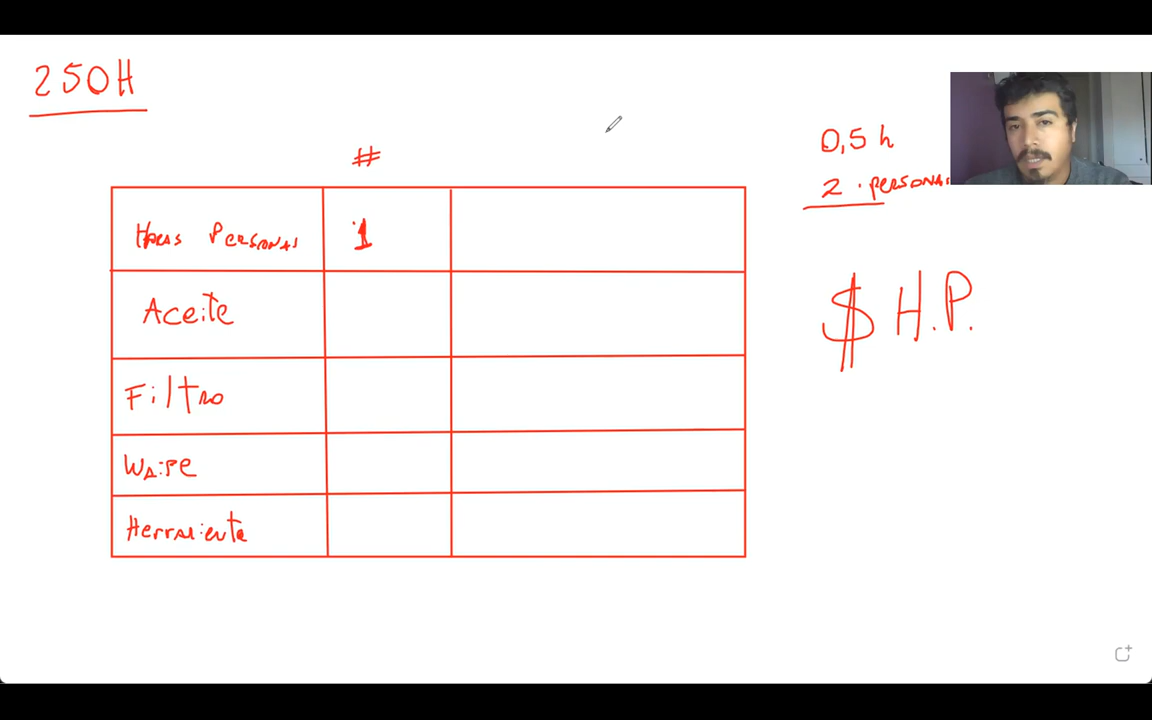 250H
#
0,5 h
2 . PERSONAS
Horas Personas 1
$ H.P.
Aceite
Filtro
Waipe
Herramienta